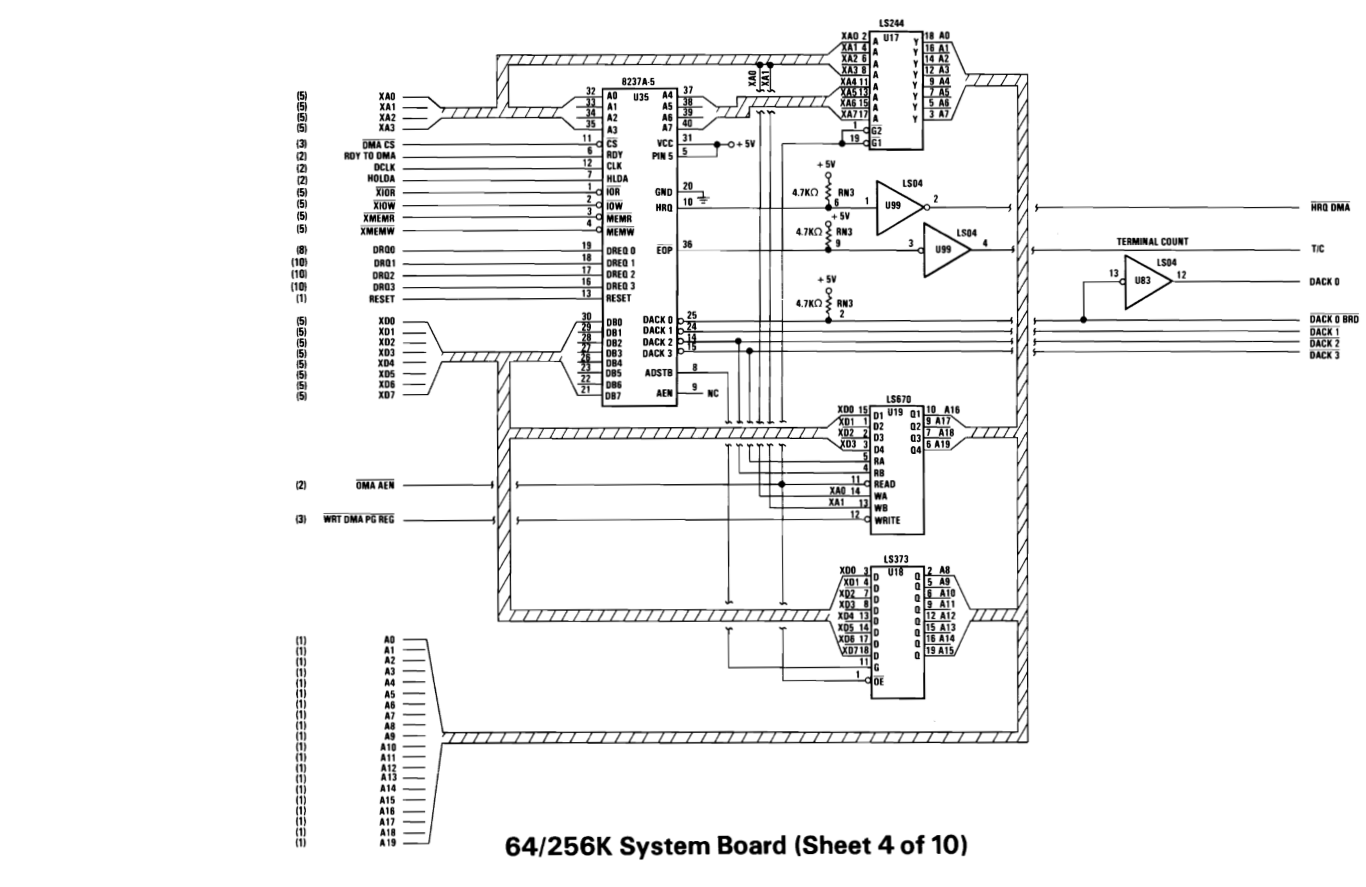 LS244
U17
XA0 2 A Y 18 A0
XA1 4 A Y 16 A1
XA2 6 A Y 14 A2
XA3 8 A Y 12 A3
XA4 11 A Y 9 A4
XA5 13 A Y 7 A5
XA6 15 A Y 5 A6
XA7 17 A Y 3 A7
1 G2
19 G1
XA0
XA1
8237A-5
U35
(5) XA0 32 A0 A4 37
(5) XA1 33 A1 A5 38
(5) XA2 34 A2 A6 39
(5) XA3 35 A3 A7 40
(3) DMA CS 11 CS VCC 31 + 5V
(2) RDY TO DMA 6 RDY PIN 5 5
(2) DCLK 12 CLK
(2) HOLDA 7 HLDA
(5) XIOR 1 IOR GND 20
(5) XIOW 2 IOW HRQ 10
(5) XMEMR 3 MEMR
(5) XMEMW 4 MEMW
(8) DRQ0 19 DREQ 0 EOP 36
(10) DRQ1 18 DREQ 1
(10) DRQ2 17 DREQ 2
(10) DRQ3 16 DREQ 3
(1) RESET 13 RESET
(5) XD0 30 DB0 DACK 0 25
(5) XD1 29 DB1 DACK 1 24
(5) XD2 28 DB2 DACK 2 14
(5) XD3 27 DB3 DACK 3 15
(5) XD4 26 DB4
(5) XD5 23 DB5 ADSTB 8
(5) XD6 22 DB6
(5) XD7 21 DB7 AEN 9 NC
+ 5V
4.7KΩ RN3
6
LS04
1 U99 2
HRQ DMA
+ 5V
4.7KΩ RN3
9
LS04
3 U99 4
T/C
TERMINAL COUNT
LS04
13 U83 12
DACK 0
+ 5V
4.7KΩ RN3
2
DACK 0 BRD
DACK 1
DACK 2
DACK 3
LS670
U19
XD0 15 D1 Q1 10 A16
XD1 1 D2 Q2 9 A17
XD2 2 D3 Q3 7 A18
XD3 3 D4 Q4 6 A19
5 RA
4 RB
11 READ
XA0 14 WA
XA1 13 WB
12 WRITE
(2) DMA AEN
(3) WRT DMA PG REG
LS373
U18
XD0 3 D Q 2 A8
XD1 4 D Q 5 A9
XD2 7 D Q 6 A10
XD3 8 D Q 9 A11
XD4 13 D Q 12 A12
XD5 14 D Q 15 A13
XD6 17 D Q 16 A14
XD7 18 D Q 19 A15
11 G
1 OE
(1) A0
(1) A1
(1) A2
(1) A3
(1) A4
(1) A5
(1) A6
(1) A7
(1) A8
(1) A9
(1) A10
(1) A11
(1) A12
(1) A13
(1) A14
(1) A15
(1) A16
(1) A17
(1) A18
(1) A19
64/256K System Board (Sheet 4 of 10)